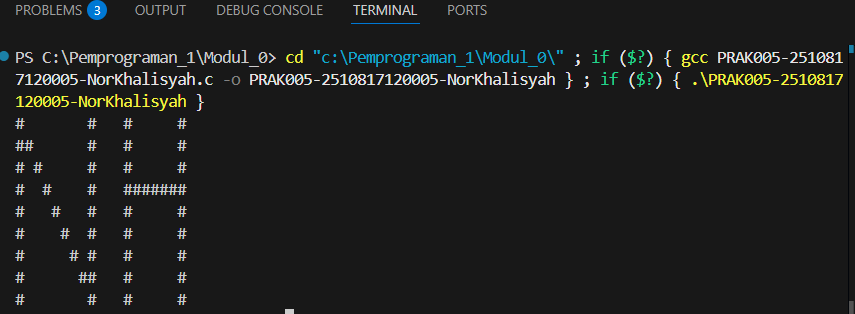 PROBLEMS 3 OUTPUT DEBUG CONSOLE TERMINAL PORTS
PS C:\Pemprograman_1\Modul_0> cd "c:\Pemprograman_1\Modul_0\" ; if ($?) { gcc PRAK005-251081
7120005-NorKhalisyah.c -o PRAK005-2510817120005-NorKhalisyah } ; if ($?) { .\PRAK005-2510817
120005-NorKhalisyah }
#       #   #     #
##      #   #     #
# #     #   #     #
#  #    #   #######
#   #   #   #     #
#    #  #   #     #
#     # #   #     #
#      ##   #     #
#       #   #     #